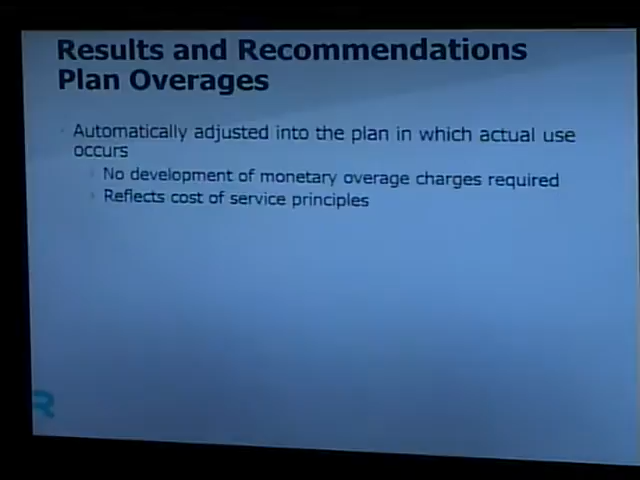 Results and Recommendations
Plan Overages
Automatically adjusted into the plan in which actual use
occurs
No development of monetary overage charges required
Reflects cost of service principles
R